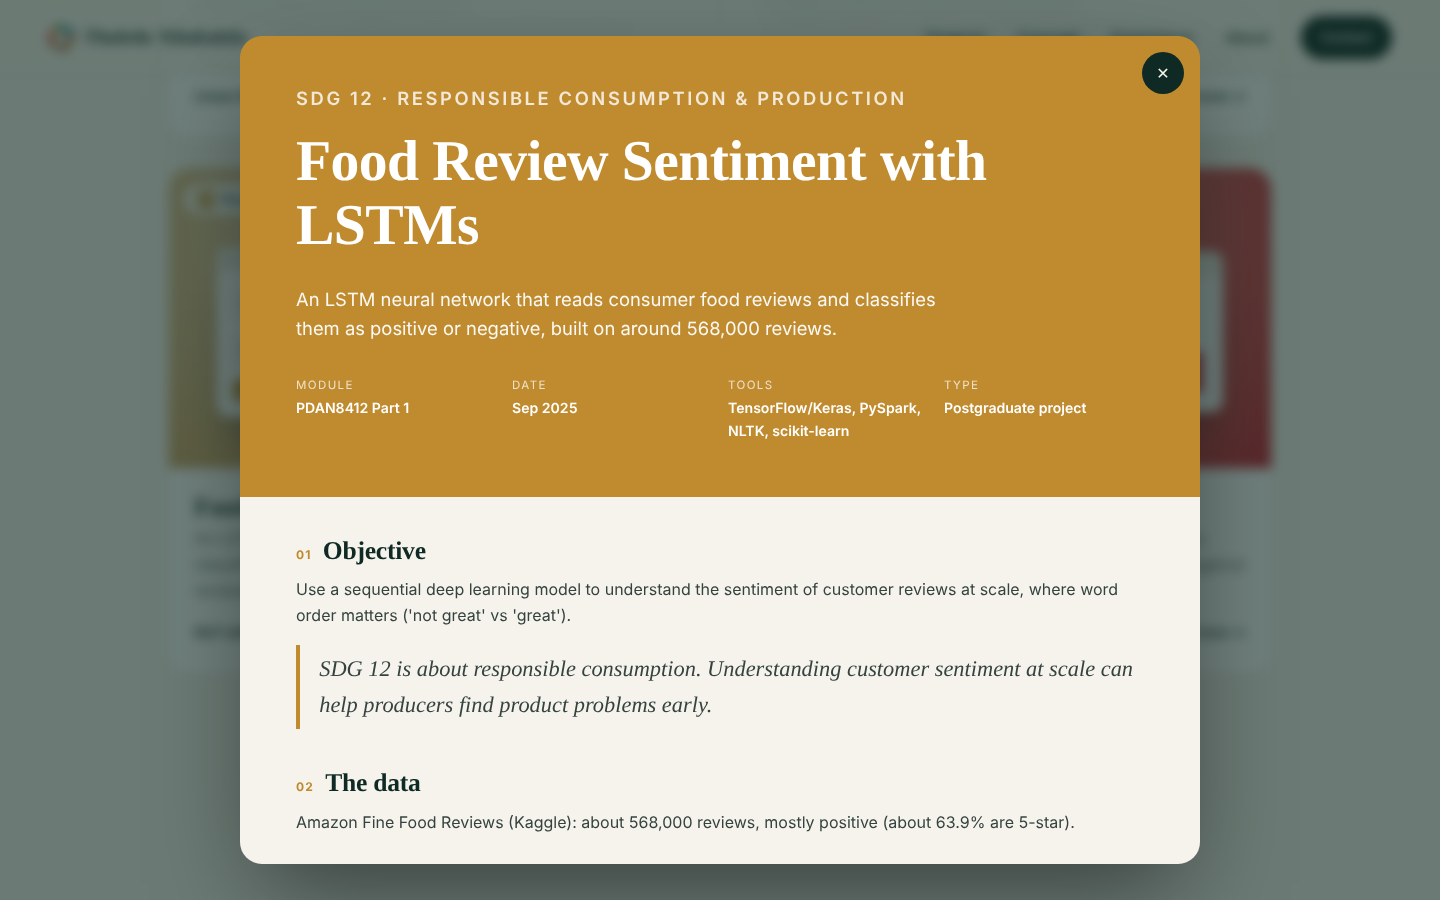 SDG 12 · RESPONSIBLE CONSUMPTION & PRODUCTION
Food Review Sentiment with
LSTMs
An LSTM neural network that reads consumer food reviews and classifies
them as positive or negative, built on around 568,000 reviews.
MODULE
PDAN8412 Part 1
DATE
Sep 2025
TOOLS
TensorFlow/Keras, PySpark,
NLTK, scikit-learn
TYPE
Postgraduate project
01 Objective
Use a sequential deep learning model to understand the sentiment of customer reviews at scale, where word
order matters ('not great' vs 'great').
SDG 12 is about responsible consumption. Understanding customer sentiment at scale can
help producers find product problems early.
02 The data
Amazon Fine Food Reviews (Kaggle): about 568,000 reviews, mostly positive (about 63.9% are 5-star).